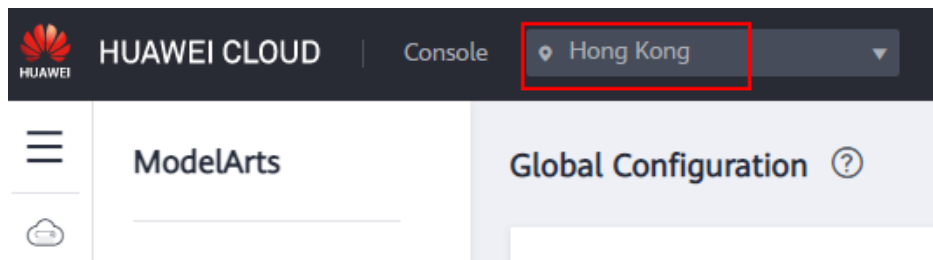 HUAWEI
HUAWEI CLOUD
Console
Hong Kong
ModelArts
Global Configuration ?